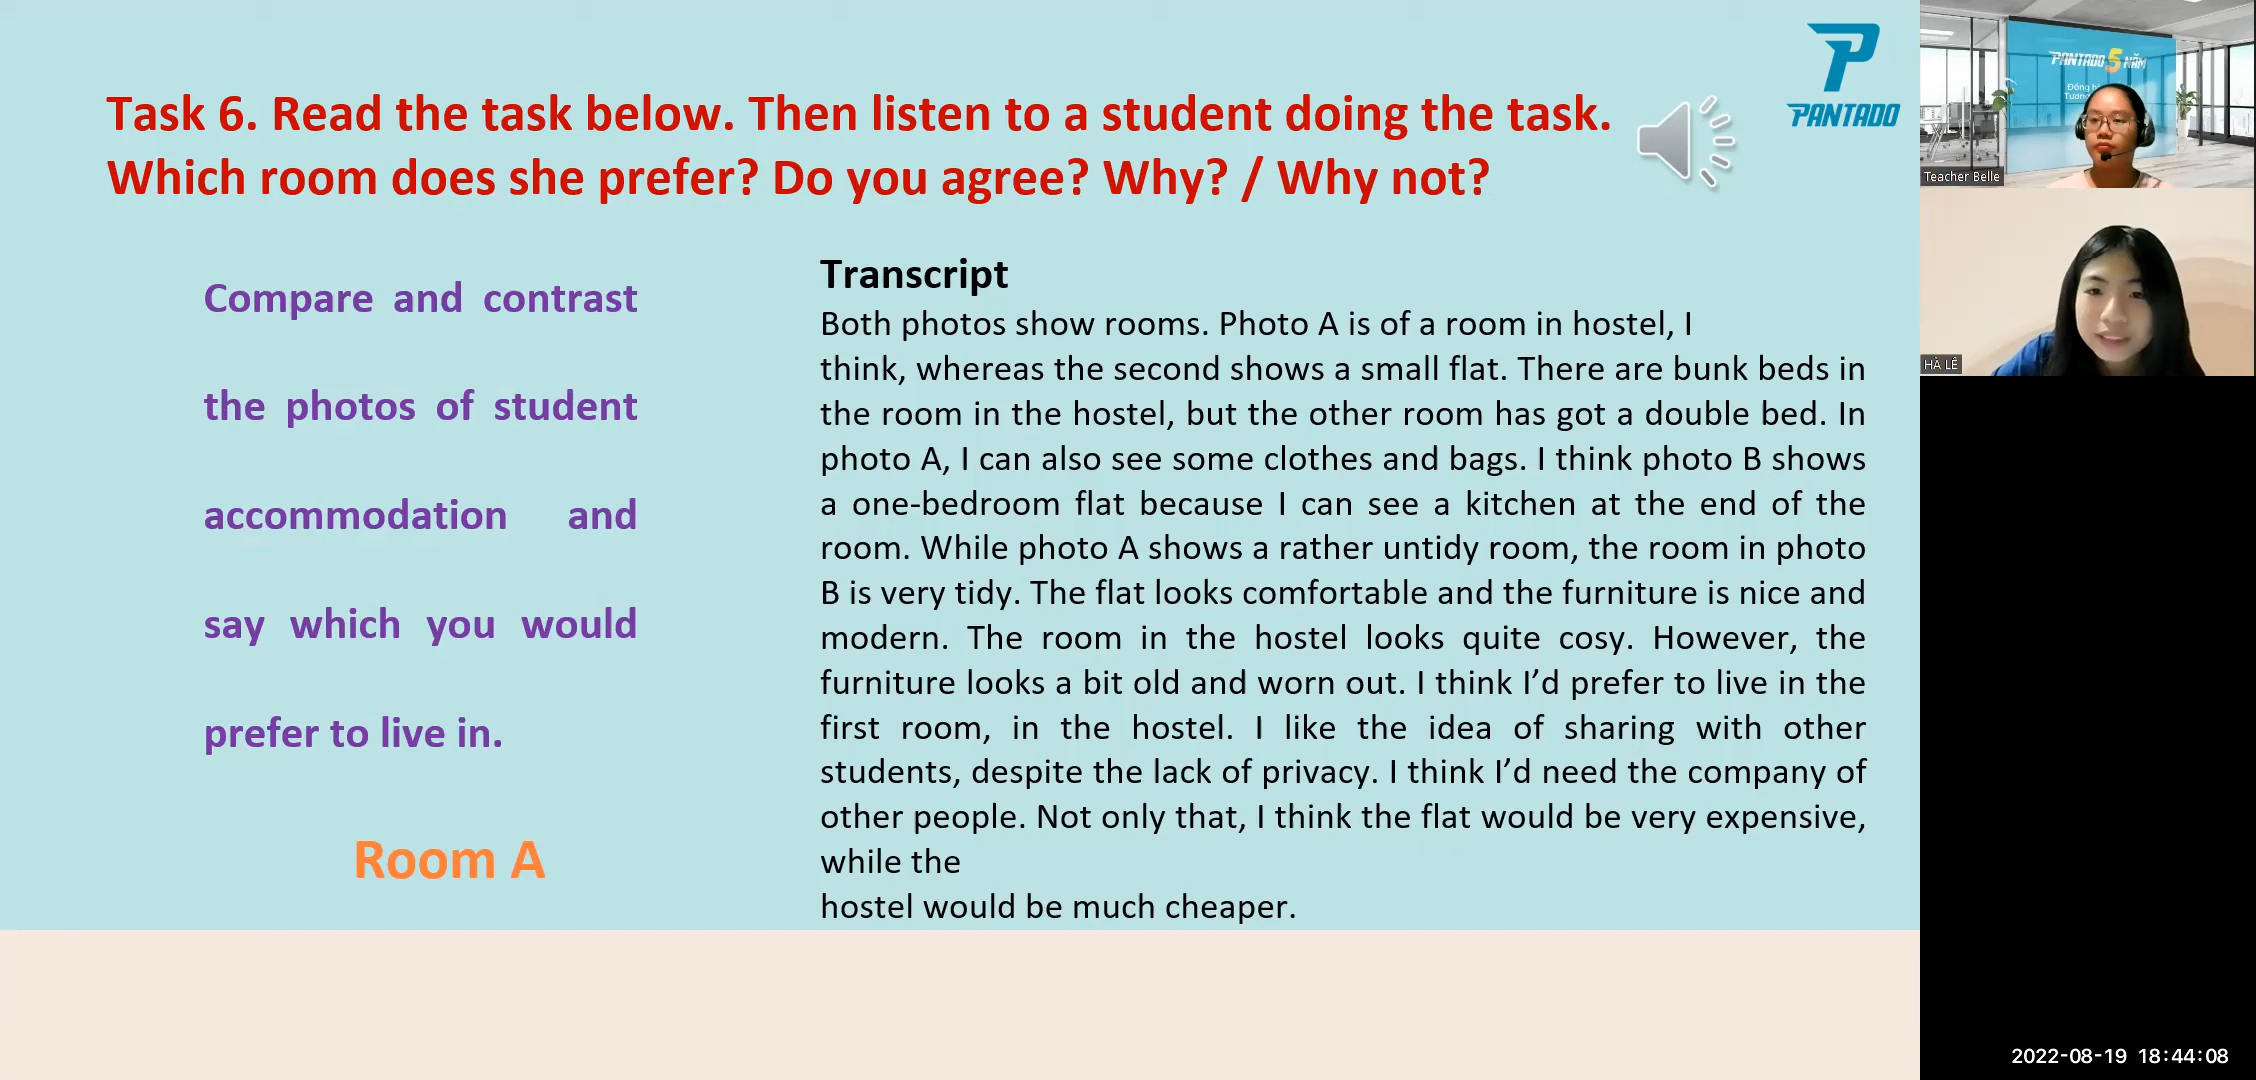 Task 6. Read the task below. Then listen to a student doing the task.
Which room does she prefer? Do you agree? Why? / Why not?
PANTADO
Compare and contrast
the photos of student
accommodation and
say which you would
prefer to live in.
Room A
Transcript
Both photos show rooms. Photo A is of a room in hostel, I
think, whereas the second shows a small flat. There are bunk beds in
the room in the hostel, but the other room has got a double bed. In
photo A, I can also see some clothes and bags. I think photo B shows
a one-bedroom flat because I can see a kitchen at the end of the
room. While photo A shows a rather untidy room, the room in photo
B is very tidy. The flat looks comfortable and the furniture is nice and
modern. The room in the hostel looks quite cosy. However, the
furniture looks a bit old and worn out. I think I’d prefer to live in the
first room, in the hostel. I like the idea of sharing with other
students, despite the lack of privacy. I think I’d need the company of
other people. Not only that, I think the flat would be very expensive,
while the
hostel would be much cheaper.
PANTADO 5 NĂM
Teacher Belle
HÀ LÊ
2022-08-19 18:44:08